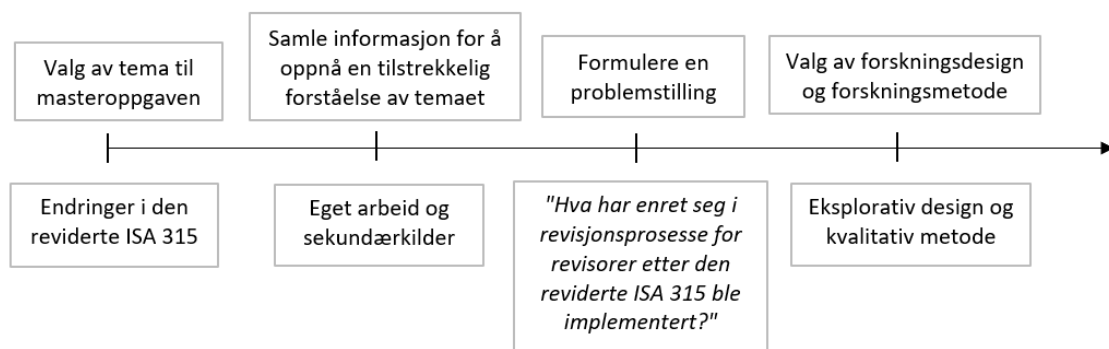 Valg av tema til
masteroppgaven
Samle informasjon for å
oppnå en tilstrekkelig
forståelse av temaet
Formulere en
problemstilling
Valg av forskningsdesign
og forskningsmetode
Endringer i den
reviderte ISA 315
Eget arbeid og
sekundærkilder
"Hva har enret seg i
revisjonsprosesse for
revisorer etter den
reviderte ISA 315 ble
implementert?"
Eksplorativ design og
kvalitativ metode